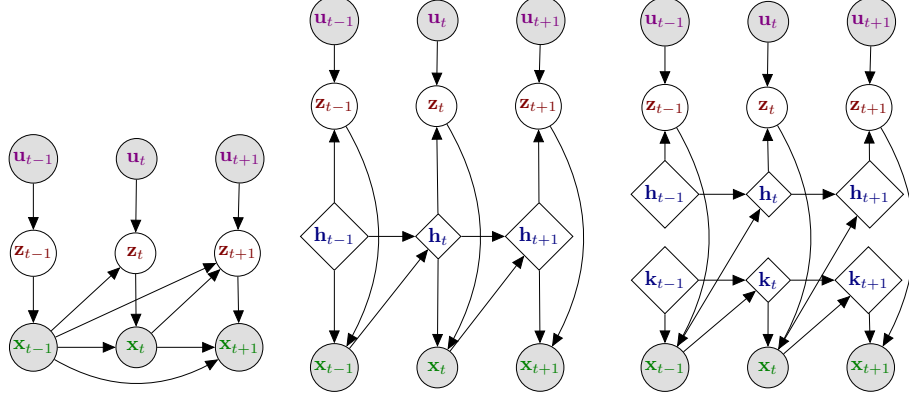 u_{t−1} u_t u_{t+1}
z_{t−1} z_t z_{t+1}
x_{t−1} x_t x_{t+1}
u_{t−1} u_t u_{t+1}
z_{t−1} z_t z_{t+1}
h_{t−1} h_t h_{t+1}
x_{t−1} x_t x_{t+1}
u_{t−1} u_t u_{t+1}
z_{t−1} z_t z_{t+1}
h_{t−1} h_t h_{t+1}
k_{t−1} k_t k_{t+1}
x_{t−1} x_t x_{t+1}